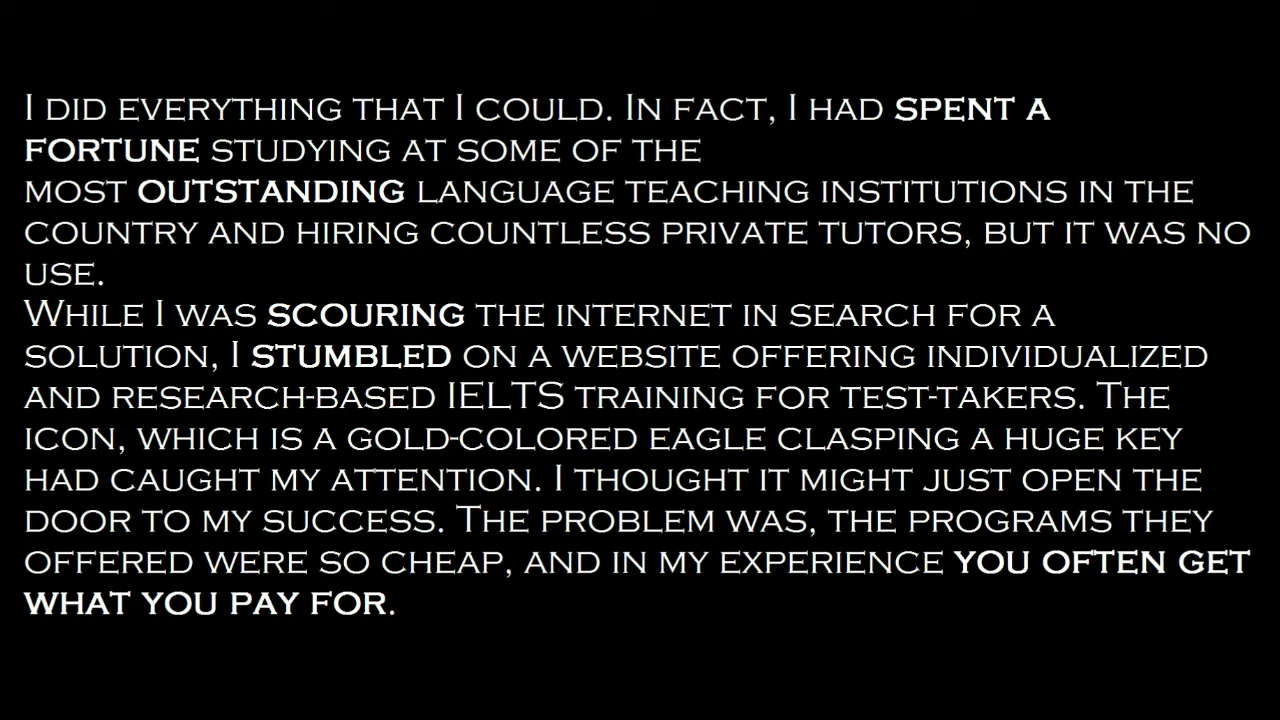 I DID EVERYTHING THAT I COULD. IN FACT, I HAD SPENT A
FORTUNE STUDYING AT SOME OF THE
MOST OUTSTANDING LANGUAGE TEACHING INSTITUTIONS IN THE
COUNTRY AND HIRING COUNTLESS PRIVATE TUTORS, BUT IT WAS NO
USE.
WHILE I WAS SCOURING THE INTERNET IN SEARCH FOR A
SOLUTION, I STUMBLED ON A WEBSITE OFFERING INDIVIDUALIZED
AND RESEARCH-BASED IELTS TRAINING FOR TEST-TAKERS. THE
ICON, WHICH IS A GOLD-COLORED EAGLE CLASPING A HUGE KEY
HAD CAUGHT MY ATTENTION. I THOUGHT IT MIGHT JUST OPEN THE
DOOR TO MY SUCCESS. THE PROBLEM WAS, THE PROGRAMS THEY
OFFERED WERE SO CHEAP, AND IN MY EXPERIENCE YOU OFTEN GET
WHAT YOU PAY FOR.